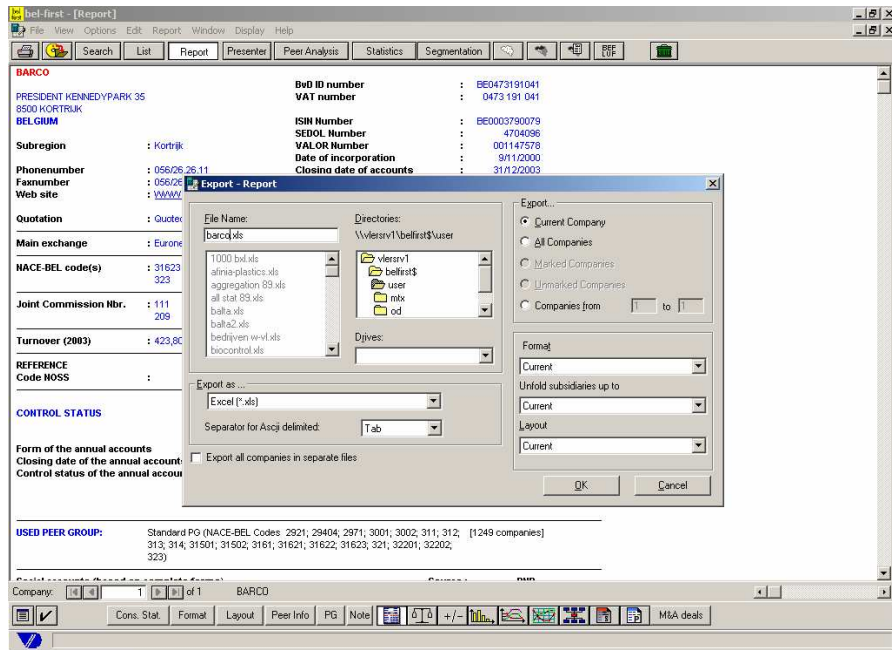 bel-first - [Report]
File View Options Edit Report Window Display Help
Search List Report Presenter Peer Analysis Statistics Segmentation BEF LUF
BARCO
BvD ID number : BE0473191041
PRESIDENT KENNEDYPARK 35 VAT number : 0473 191 041
8500 KORTRIJK
BELGIUM ISIN Number : BE0003790079
SEDOL Number : 4704096
Subregion : Kortrijk VALOR Number : 001147578
Date of incorporation : 9/11/2000
Phonenumber : 056/26.26.11 Closing date of accounts : 31/12/2003
Faxnumber : 056/26
Web site : WWW
Quotation : Quoted
Main exchange : Eurone
NACE-BEL code(s) : 31623
323
Joint Commission Nbr. : 111
209
Turnover (2003) : 423,80
REFERENCE
Code NOSS :
CONTROL STATUS
Form of the annual accounts
Closing date of the annual account
Control status of the annual accou
Export - Report
File Name:
barco.xls
1000 bxl.xls
afinia-plastics.xls
aggregation 89.xls
all stat 89.xls
balta.xls
balta2.xls
bedrijven w-vl.xls
biocontrol.xls
Directories:
\\vlersrv1\belfirst$\user
vlersrv1
belfirst$
user
mtx
od
Drives:
Export as ...
Excel (*.xls)
Separator for Ascii delimited: Tab
Export all companies in separate files
Export...
Current Company
All Companies
Marked Companies
Unmarked Companies
Companies from 1 to 1
Format
Current
Unfold subsidiaries up to
Current
Layout
Current
OK Cancel
USED PEER GROUP: Standard PG (NACE-BEL Codes 2921; 29404; 2971; 3001; 3002; 311; 312; [1249 companies]
313; 314; 31501; 31502; 3161; 31621; 31622; 31623; 321; 32201; 32202;
323)
Company: 1 of 1 BARCO
Cons. Stat. Format Layout Peer Info PG Note +/- M&A deals